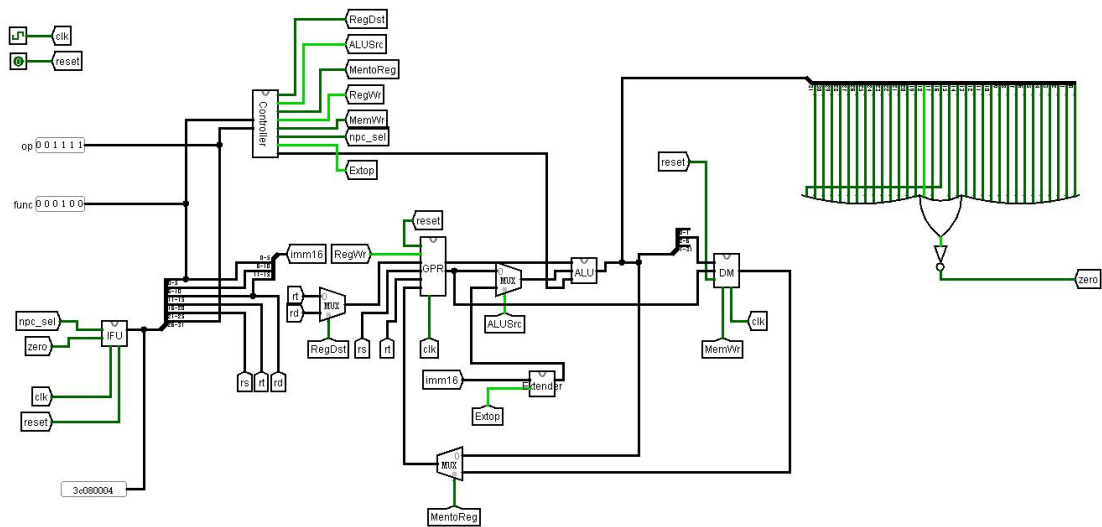 RegDst
clk
ALUSrc
reset
MentoReg
RegWr
Controller
MemWr
npc_sel
op 0 0 1 1 1 1
Extop
reset
func 0 0 0 1 0 0
reset
RegWr
imm16
GPR
ALU
DM
MUX
zero
rt
rd
MUX
npc_sel
IFU
ALUSrc
clk
zero
RegDst
rs
rt
clk
MemWr
imm16
Extender
rs
rt
rd
clk
Extop
reset
MUX
3c080004
MentoReg